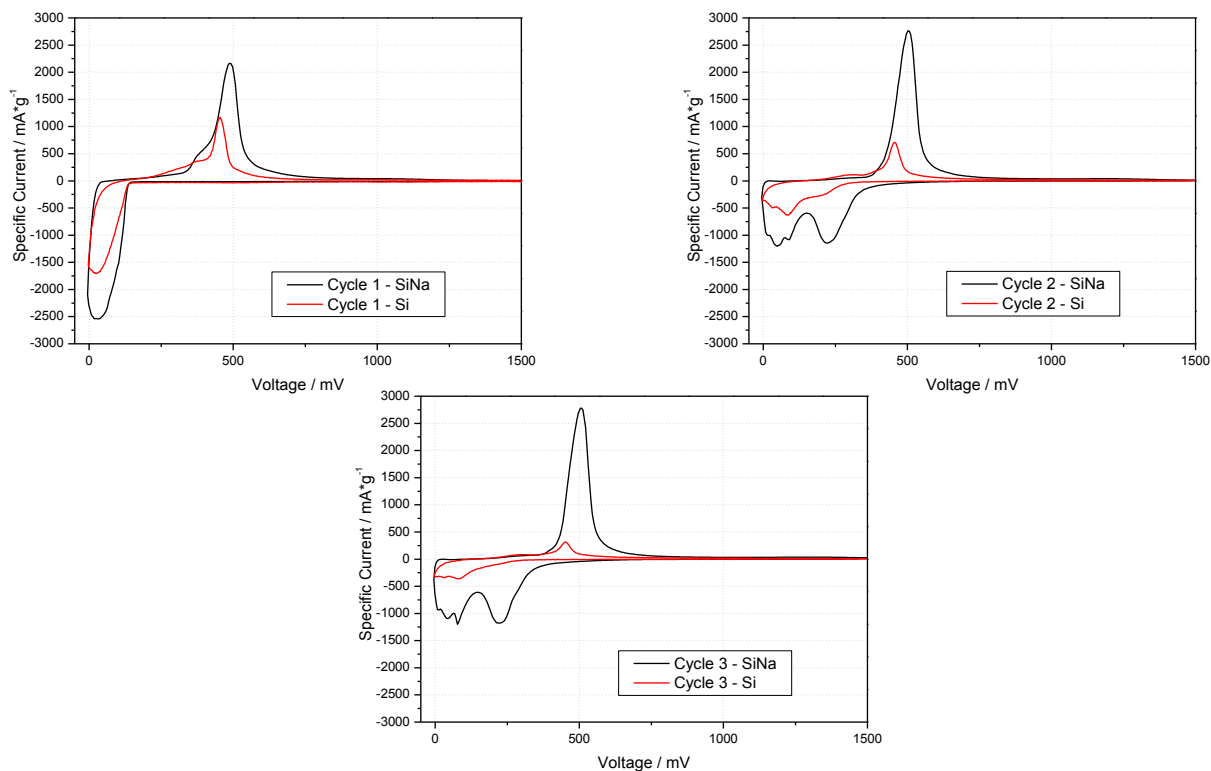 3000
2500
2000
1500
1000
500
0
-500
-1000
-1500
-2000
-2500
-3000
Specific Current / mA*g⁻¹
0 500 1000 1500
Voltage / mV
Cycle 1 - SiNa
Cycle 1 - Si
3000
2500
2000
1500
1000
500
0
-500
-1000
-1500
-2000
-2500
-3000
Specific Current / mA*g⁻¹
0 500 1000 1500
Voltage / mV
Cycle 2 - SiNa
Cycle 2 - Si
3000
2500
2000
1500
1000
500
0
-500
-1000
-1500
-2000
-2500
-3000
Specific Current / mA*g⁻¹
0 500 1000 1500
Voltage / mV
Cycle 3 - SiNa
Cycle 3 - Si